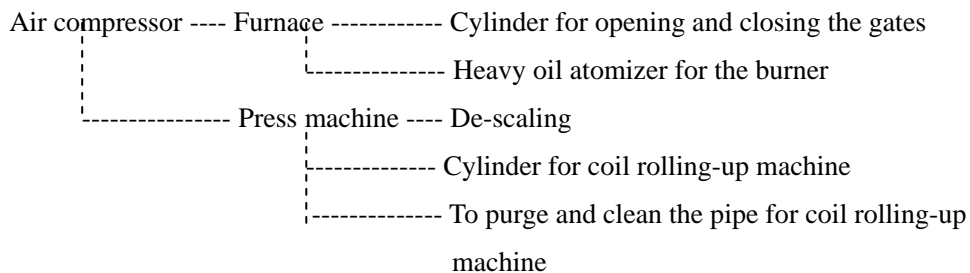 Air compressor ---- Furnace ------------- Cylinder for opening and closing the gates
-------------- Heavy oil atomizer for the burner
---------------- Press machine ---- De-scaling
------------- Cylinder for coil rolling-up machine
------------- To purge and clean the pipe for coil rolling-up
machine